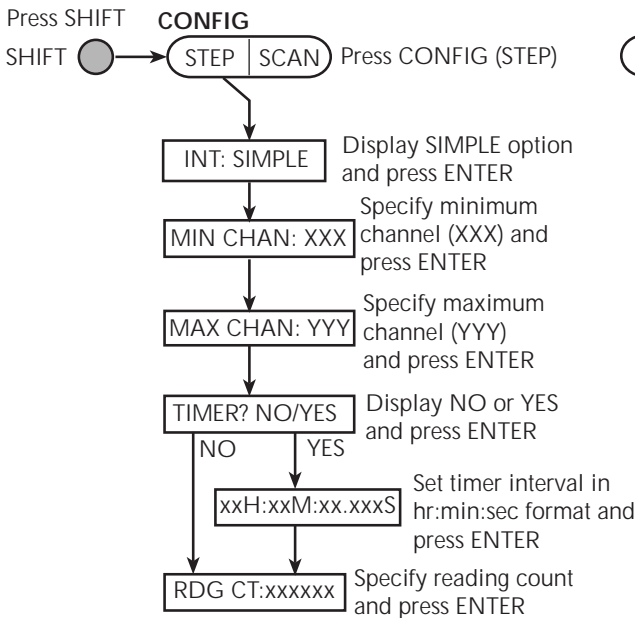 Press SHIFT
CONFIG
SHIFT
STEP
SCAN
Press CONFIG (STEP)
INT: SIMPLE
Display SIMPLE option
and press ENTER
MIN CHAN: XXX
Specify minimum
channel (XXX) and
press ENTER
MAX CHAN: YYY
Specify maximum
channel (YYY)
and press ENTER
TIMER? NO/YES
Display NO or YES
and press ENTER
NO
YES
xxH:xxM:xx.xxxS
Set timer interval in
hr:min:sec format and
press ENTER
RDG CT:xxxxxx
Specify reading count
and press ENTER